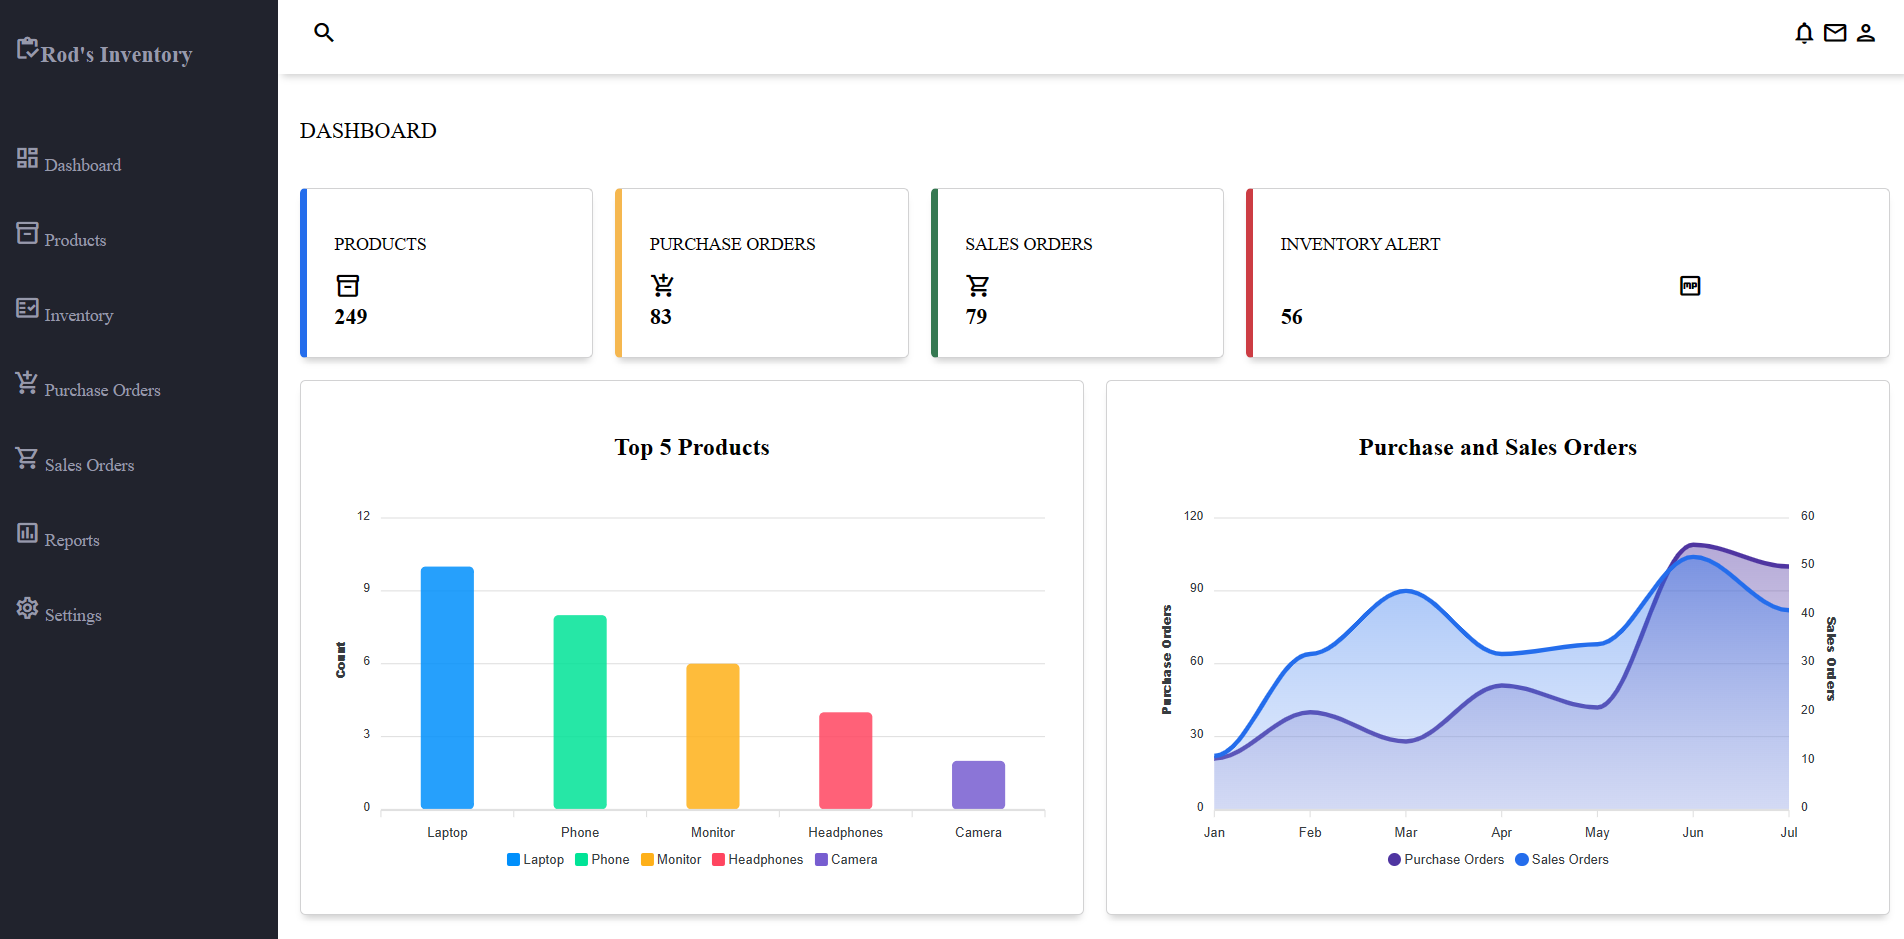 Rod's Inventory
Dashboard
Products
Inventory
Purchase Orders
Sales Orders
Reports
Settings
DASHBOARD
PRODUCTS
249
PURCHASE ORDERS
83
SALES ORDERS
79
INVENTORY ALERT
MP
56
Top 5 Products
12
9
6
3
0
Count
Laptop Phone Monitor Headphones Camera
Laptop Phone Monitor Headphones Camera
Purchase and Sales Orders
120
90
60
30
0
Purchase Orders
60
50
40
30
20
10
0
Sales Orders
Jan Feb Mar Apr May Jun Jul
Purchase Orders Sales Orders